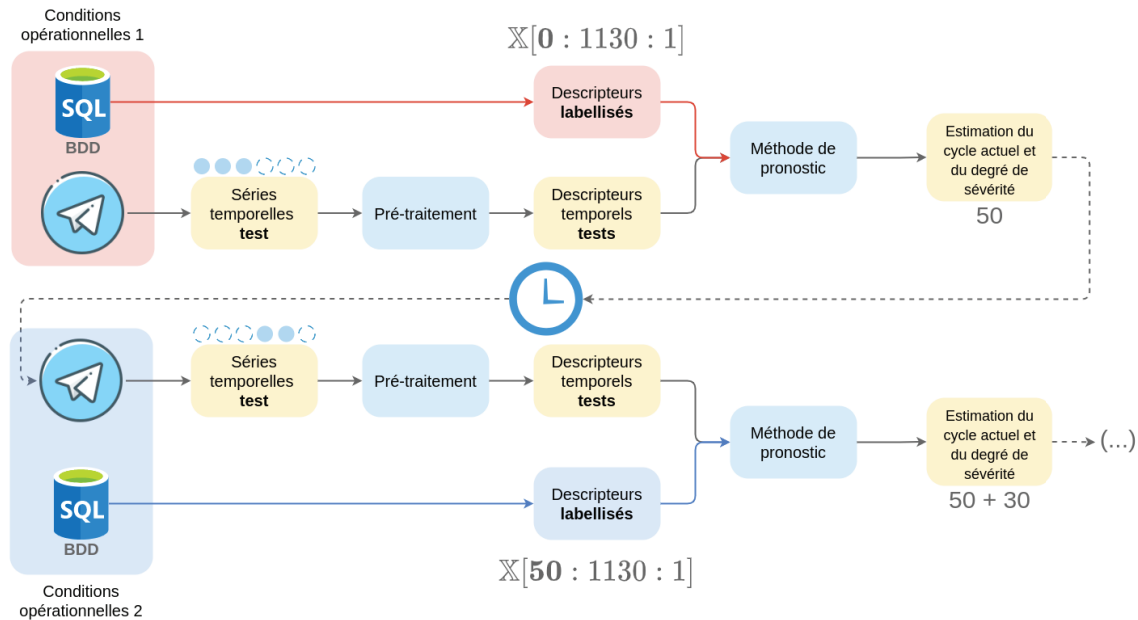 Conditions
opérationnelles 1
𝕏[0 : 1130 : 1]
SQL
BDD
Descripteurs
labellisés
Séries
temporelles
test
Pré-traitement
Descripteurs
temporels
tests
Méthode de
pronostic
Estimation du
cycle actuel et
du degré de
sévérité
50
Séries
temporelles
test
Pré-traitement
Descripteurs
temporels
tests
Méthode de
pronostic
Estimation du
cycle actuel et
du degré de
sévérité
50 + 30
(...)
SQL
BDD
Descripteurs
labellisés
𝕏[50 : 1130 : 1]
Conditions
opérationnelles 2